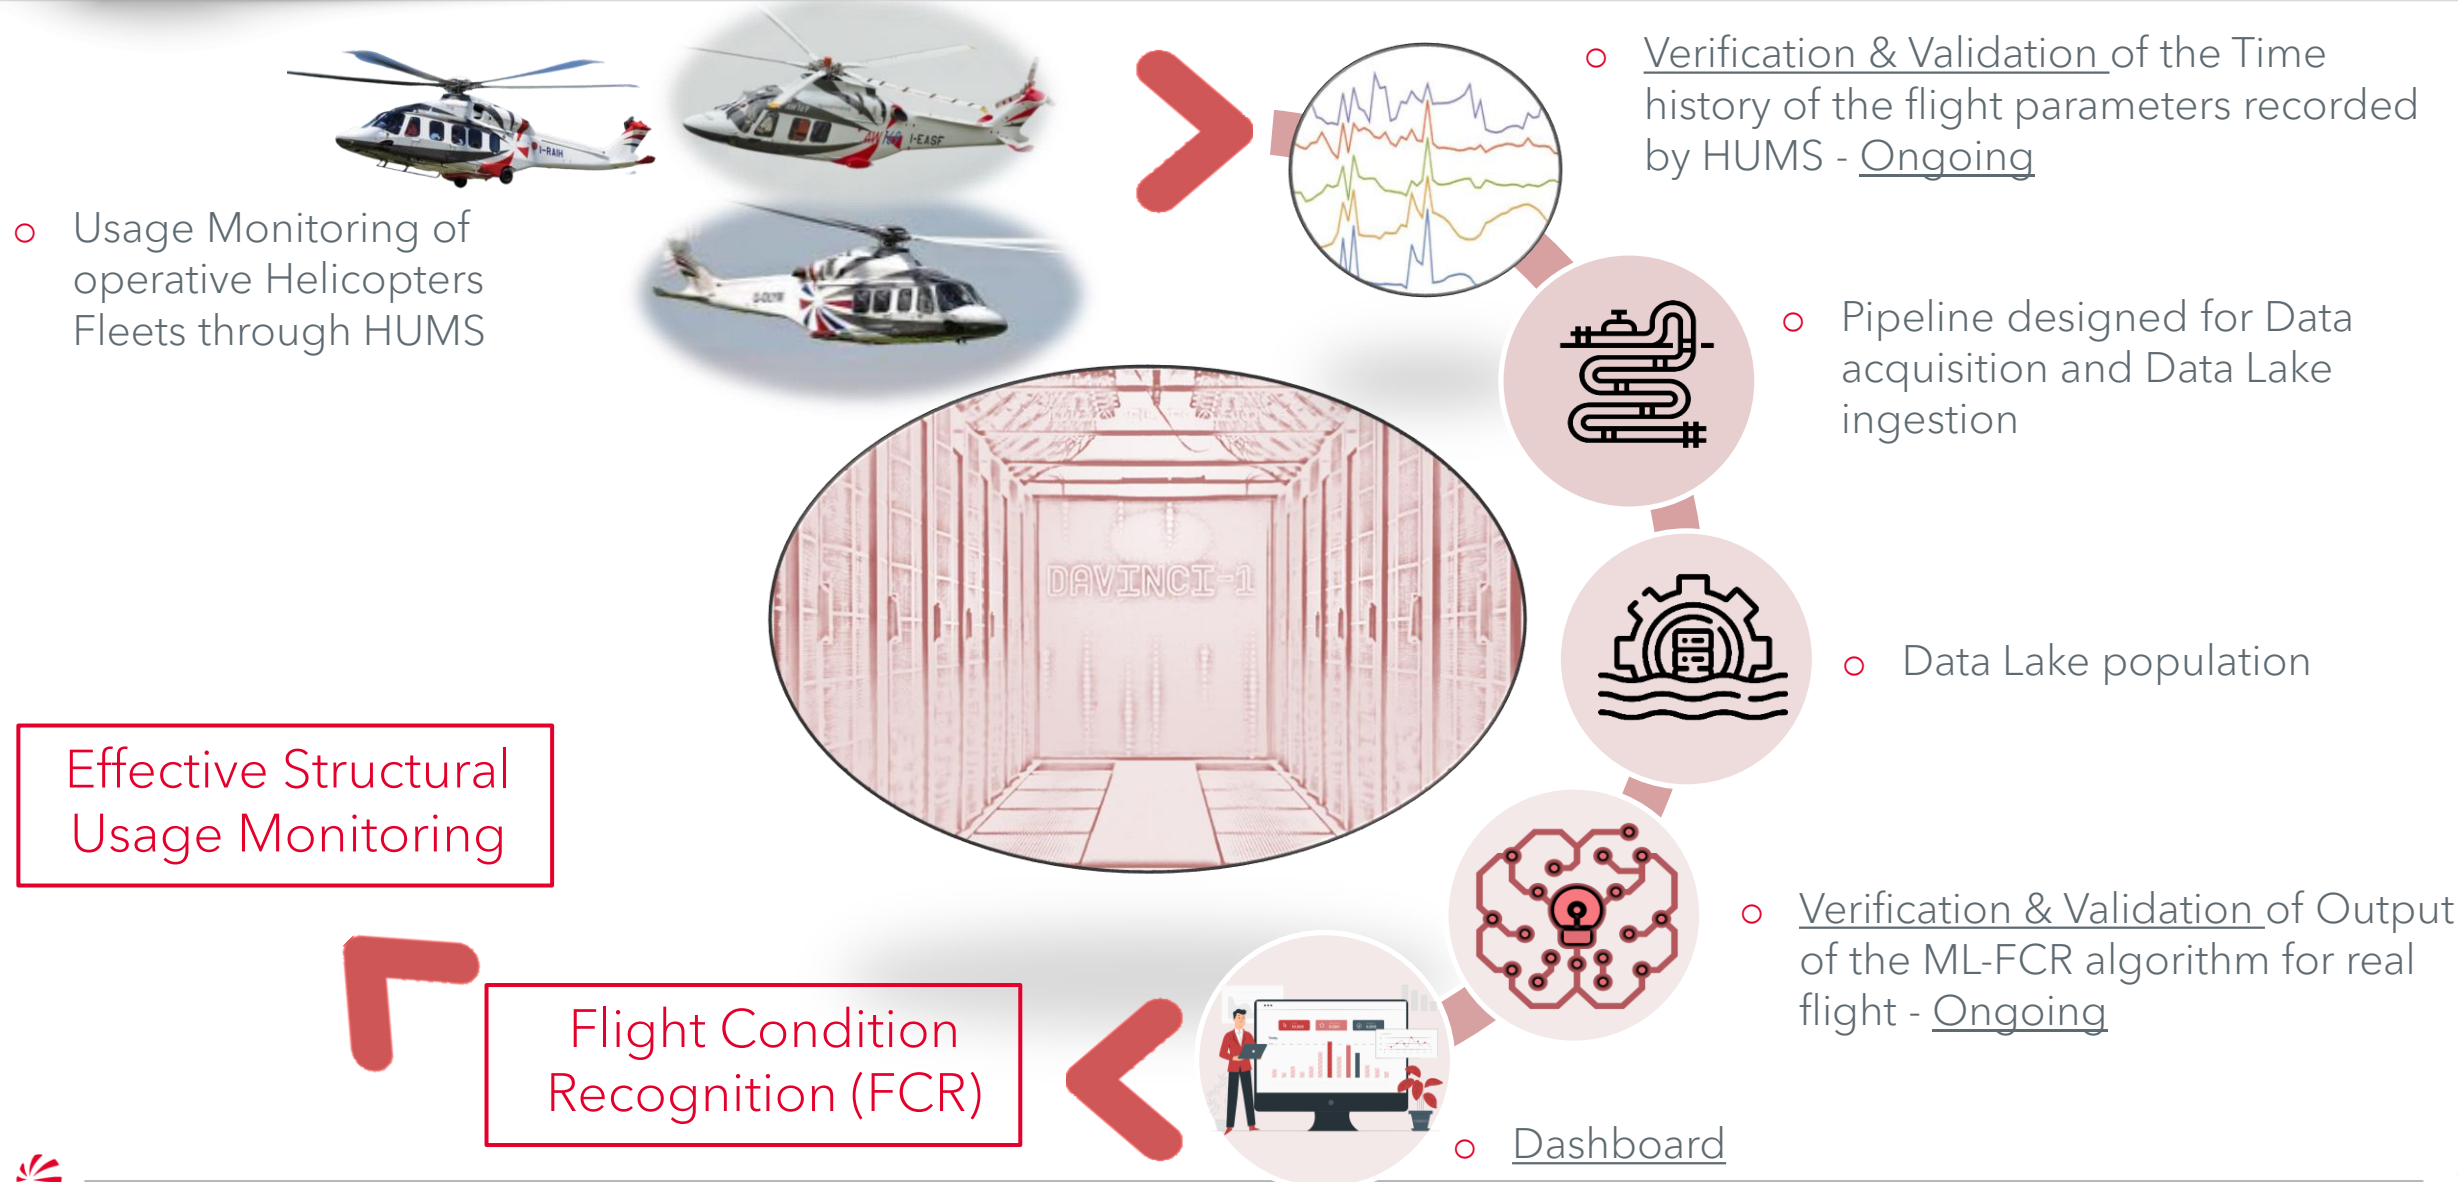 I-RAIH
AW169
I-EASF
Verification & Validation of the Time
history of the flight parameters recorded
by HUMS - Ongoing
Usage Monitoring of
operative Helicopters
Fleets through HUMS
Pipeline designed for Data
acquisition and Data Lake
ingestion
DAVINCI-1
Data Lake population
Effective Structural
Usage Monitoring
Verification & Validation of Output
of the ML-FCR algorithm for real
flight - Ongoing
Flight Condition
Recognition (FCR)
Dashboard